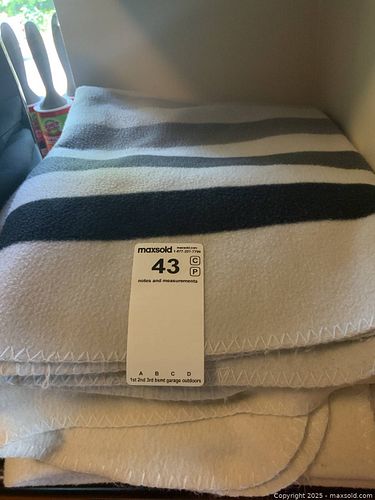 maxsold
43 C
P
notes and measurements
A B C D
1st 2nd 3rd bsmt garage outdoors
Copyright 2025 - maxsold.com